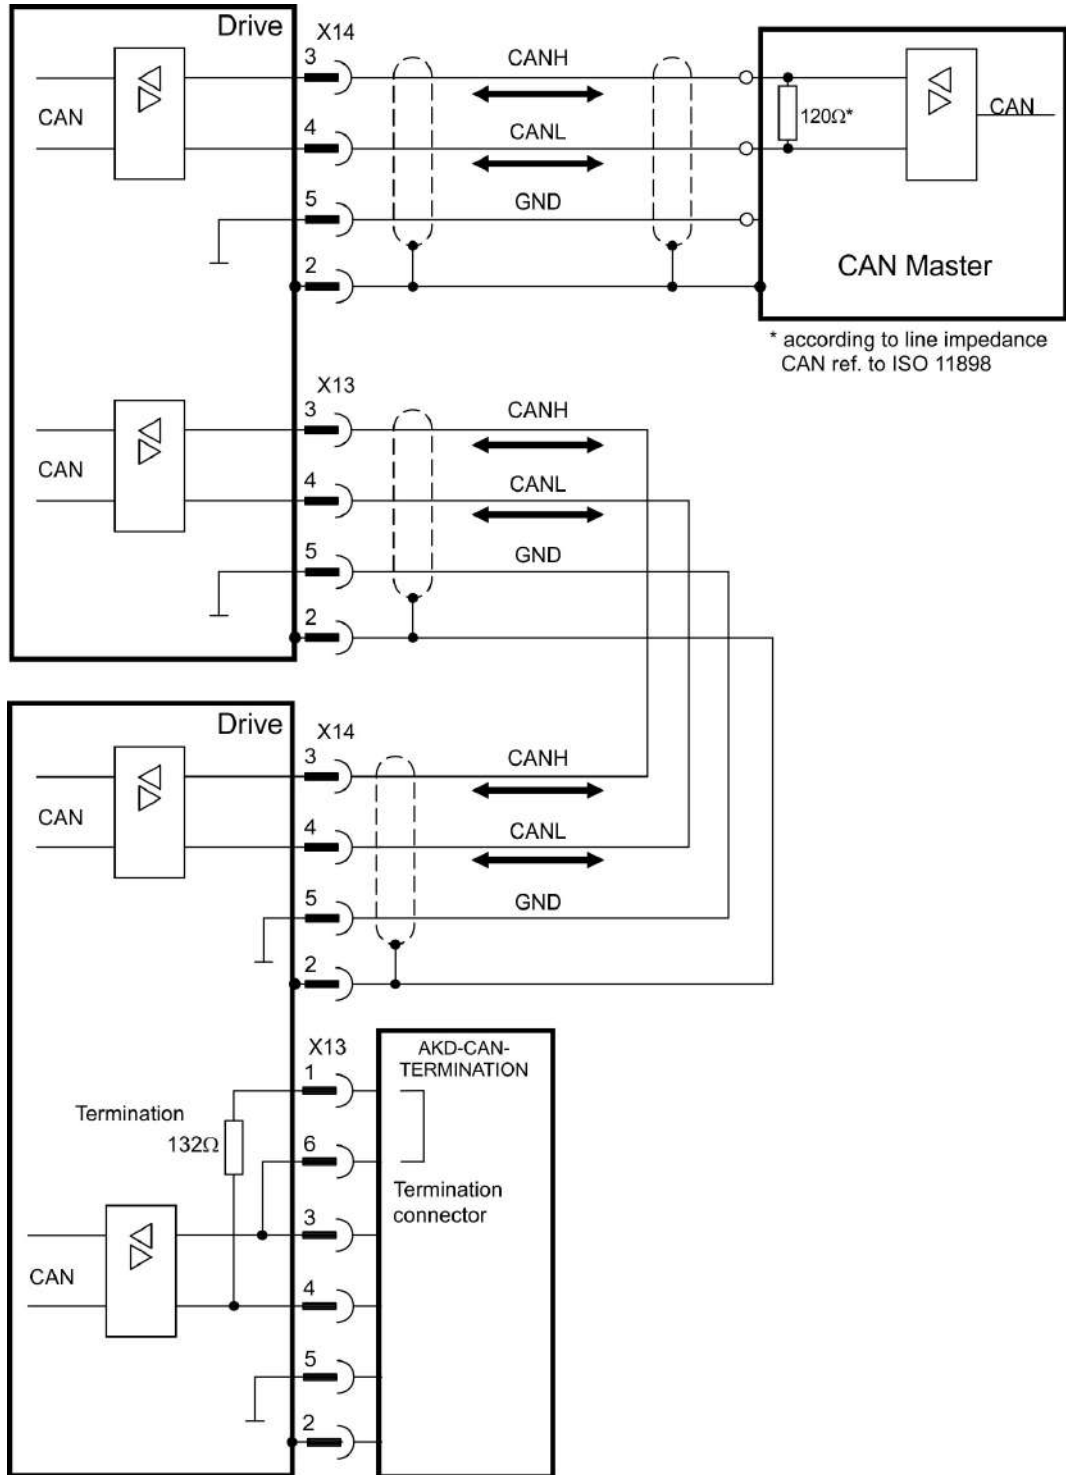 Drive
X14
3
CANH
CAN
120Ω*
CAN
4
CANL
5
GND
2
CAN Master
* according to line impedance
CAN ref. to ISO 11898
X13
3
CANH
CAN
4
CANL
5
GND
2
Drive
X14
3
CANH
CAN
4
CANL
5
GND
2
X13
AKD-CAN-
TERMINATION
1
Termination
132Ω
6
Termination
connector
3
CAN
4
5
2